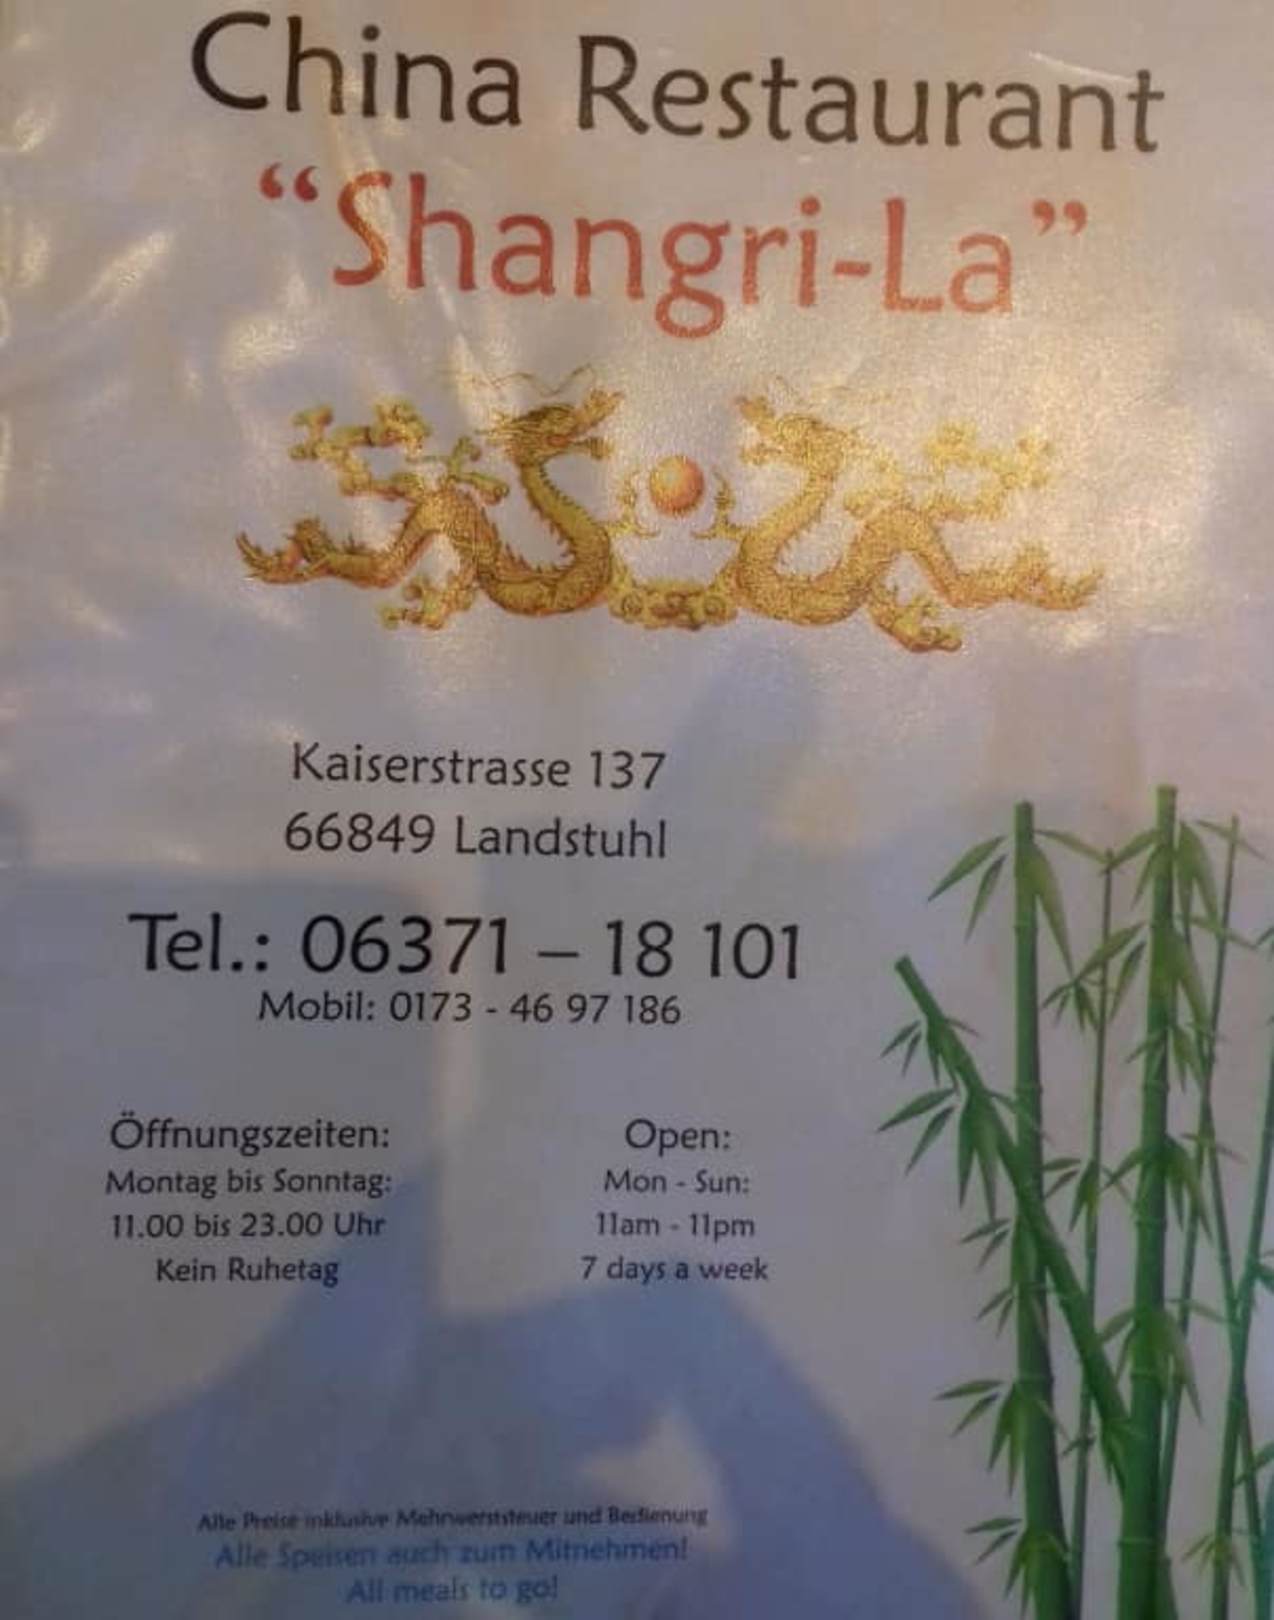 China Restaurant
“Shangri-La”
Kaiserstrasse 137
66849 Landstuhl
Tel.: 06371 – 18 101
Mobil: 0173 - 46 97 186
Öffnungszeiten:
Montag bis Sonntag:
11.00 bis 23.00 Uhr
Kein Ruhetag
Open:
Mon - Sun:
11am - 11pm
7 days a week
Alle Preise inklusive Mehrwertsteuer und Bedienung
Alle Speisen auch zum Mitnehmen!
All meals to go!